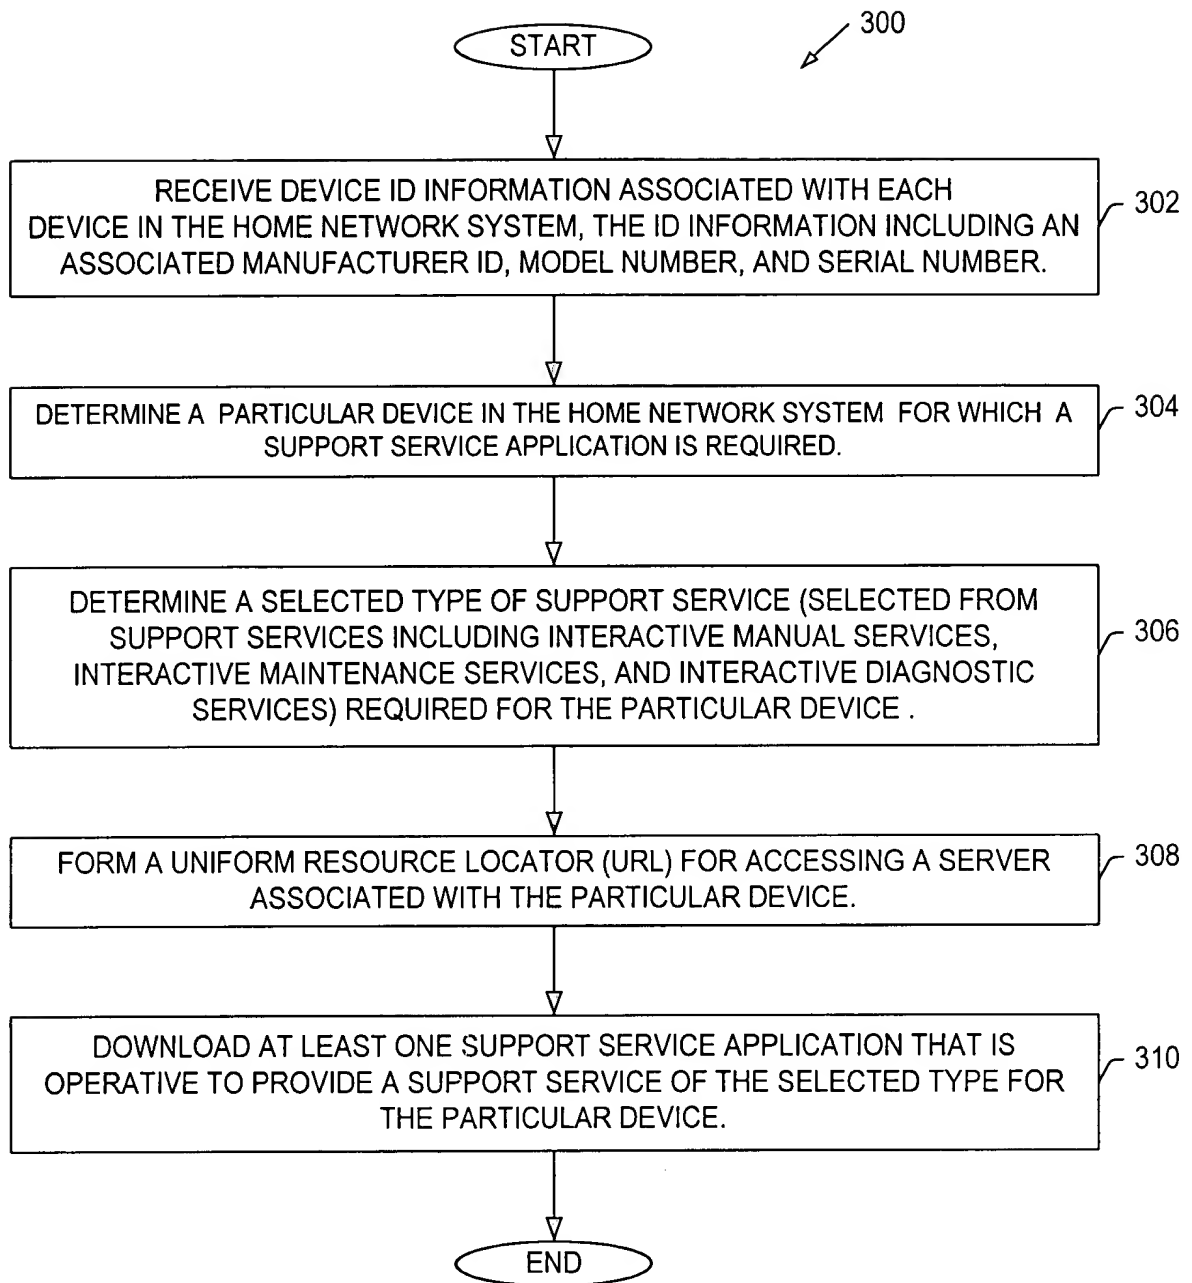 START
300
RECEIVE DEVICE ID INFORMATION ASSOCIATED WITH EACH
DEVICE IN THE HOME NETWORK SYSTEM, THE ID INFORMATION INCLUDING AN
ASSOCIATED MANUFACTURER ID, MODEL NUMBER, AND SERIAL NUMBER.
302
DETERMINE A PARTICULAR DEVICE IN THE HOME NETWORK SYSTEM FOR WHICH A
SUPPORT SERVICE APPLICATION IS REQUIRED.
304
DETERMINE A SELECTED TYPE OF SUPPORT SERVICE (SELECTED FROM
SUPPORT SERVICES INCLUDING INTERACTIVE MANUAL SERVICES,
INTERACTIVE MAINTENANCE SERVICES, AND INTERACTIVE DIAGNOSTIC
SERVICES) REQUIRED FOR THE PARTICULAR DEVICE .
306
FORM A UNIFORM RESOURCE LOCATOR (URL) FOR ACCESSING A SERVER
ASSOCIATED WITH THE PARTICULAR DEVICE.
308
DOWNLOAD AT LEAST ONE SUPPORT SERVICE APPLICATION THAT IS
OPERATIVE TO PROVIDE A SUPPORT SERVICE OF THE SELECTED TYPE FOR
THE PARTICULAR DEVICE.
310
END